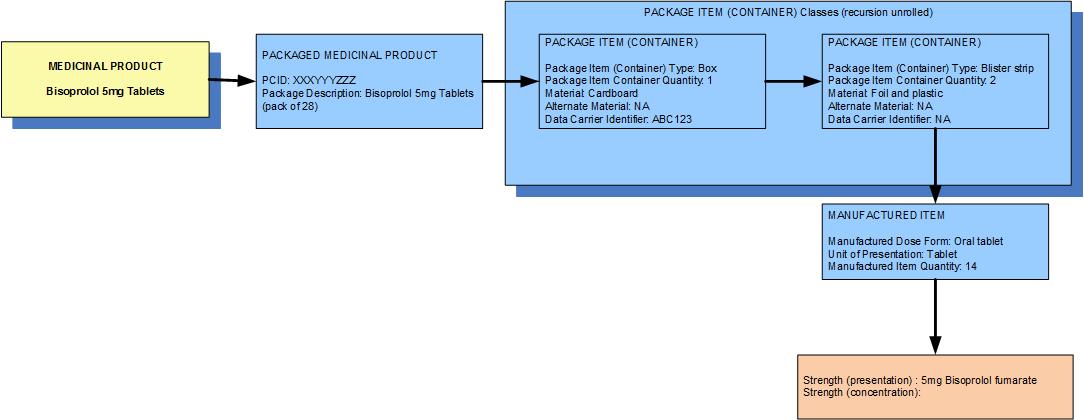 PACKAGE ITEM (CONTAINER) Classes (recursion unrolled)
MEDICINAL PRODUCT
Bisoprolol 5mg Tablets
PACKAGED MEDICINAL PRODUCT
PCID: XXXYYYZZZ
Package Description: Bisoprolol 5mg Tablets
(pack of 28)
PACKAGE ITEM (CONTAINER)
Package Item (Container) Type: Box
Package Item Container Quantity: 1
Material: Cardboard
Alternate Material: NA
Data Carrier Identifier: ABC123
PACKAGE ITEM (CONTAINER)
Package Item (Container) Type: Blister strip
Package Item Container Quantity: 2
Material: Foil and plastic
Alternate Material: NA
Data Carrier Identifier: NA
MANUFACTURED ITEM
Manufactured Dose Form: Oral tablet
Unit of Presentation: Tablet
Manufactured Item Quantity: 14
Strength (presentation) : 5mg Bisoprolol fumarate
Strength (concentration):